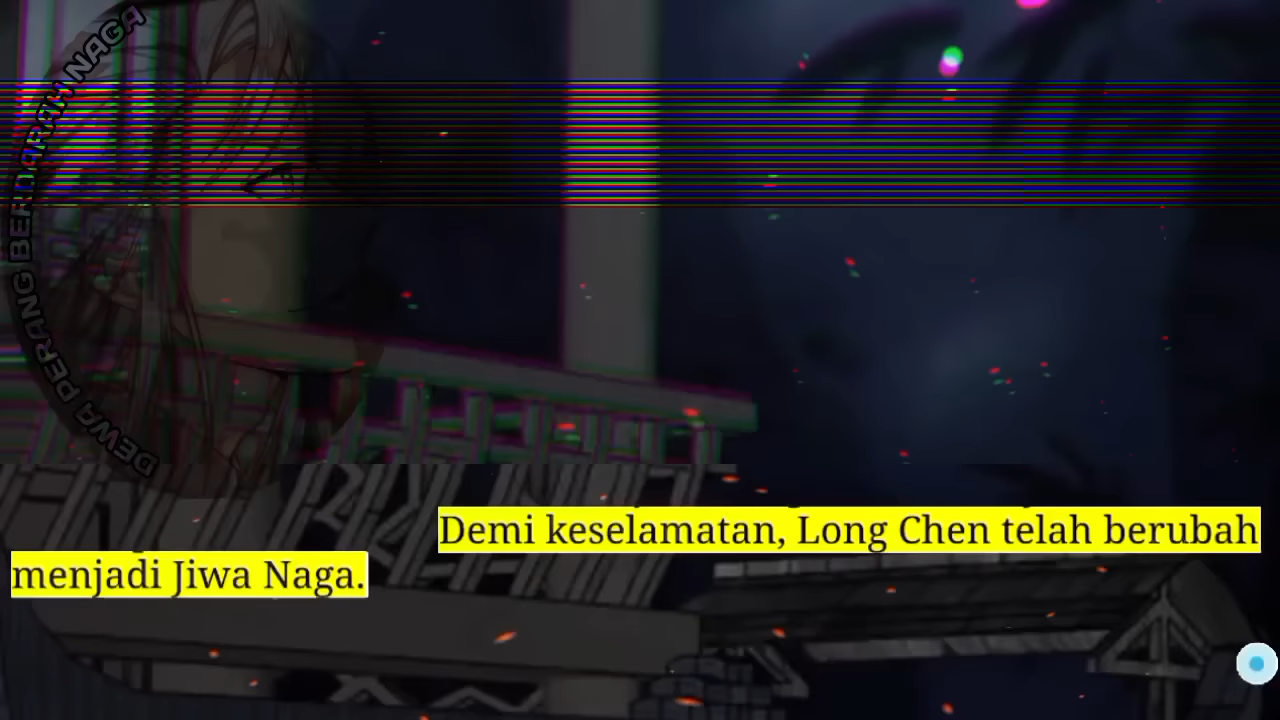 DEWA PERANG BERDARAH NAGA
Demi keselamatan, Long Chen telah berubah
menjadi Jiwa Naga.